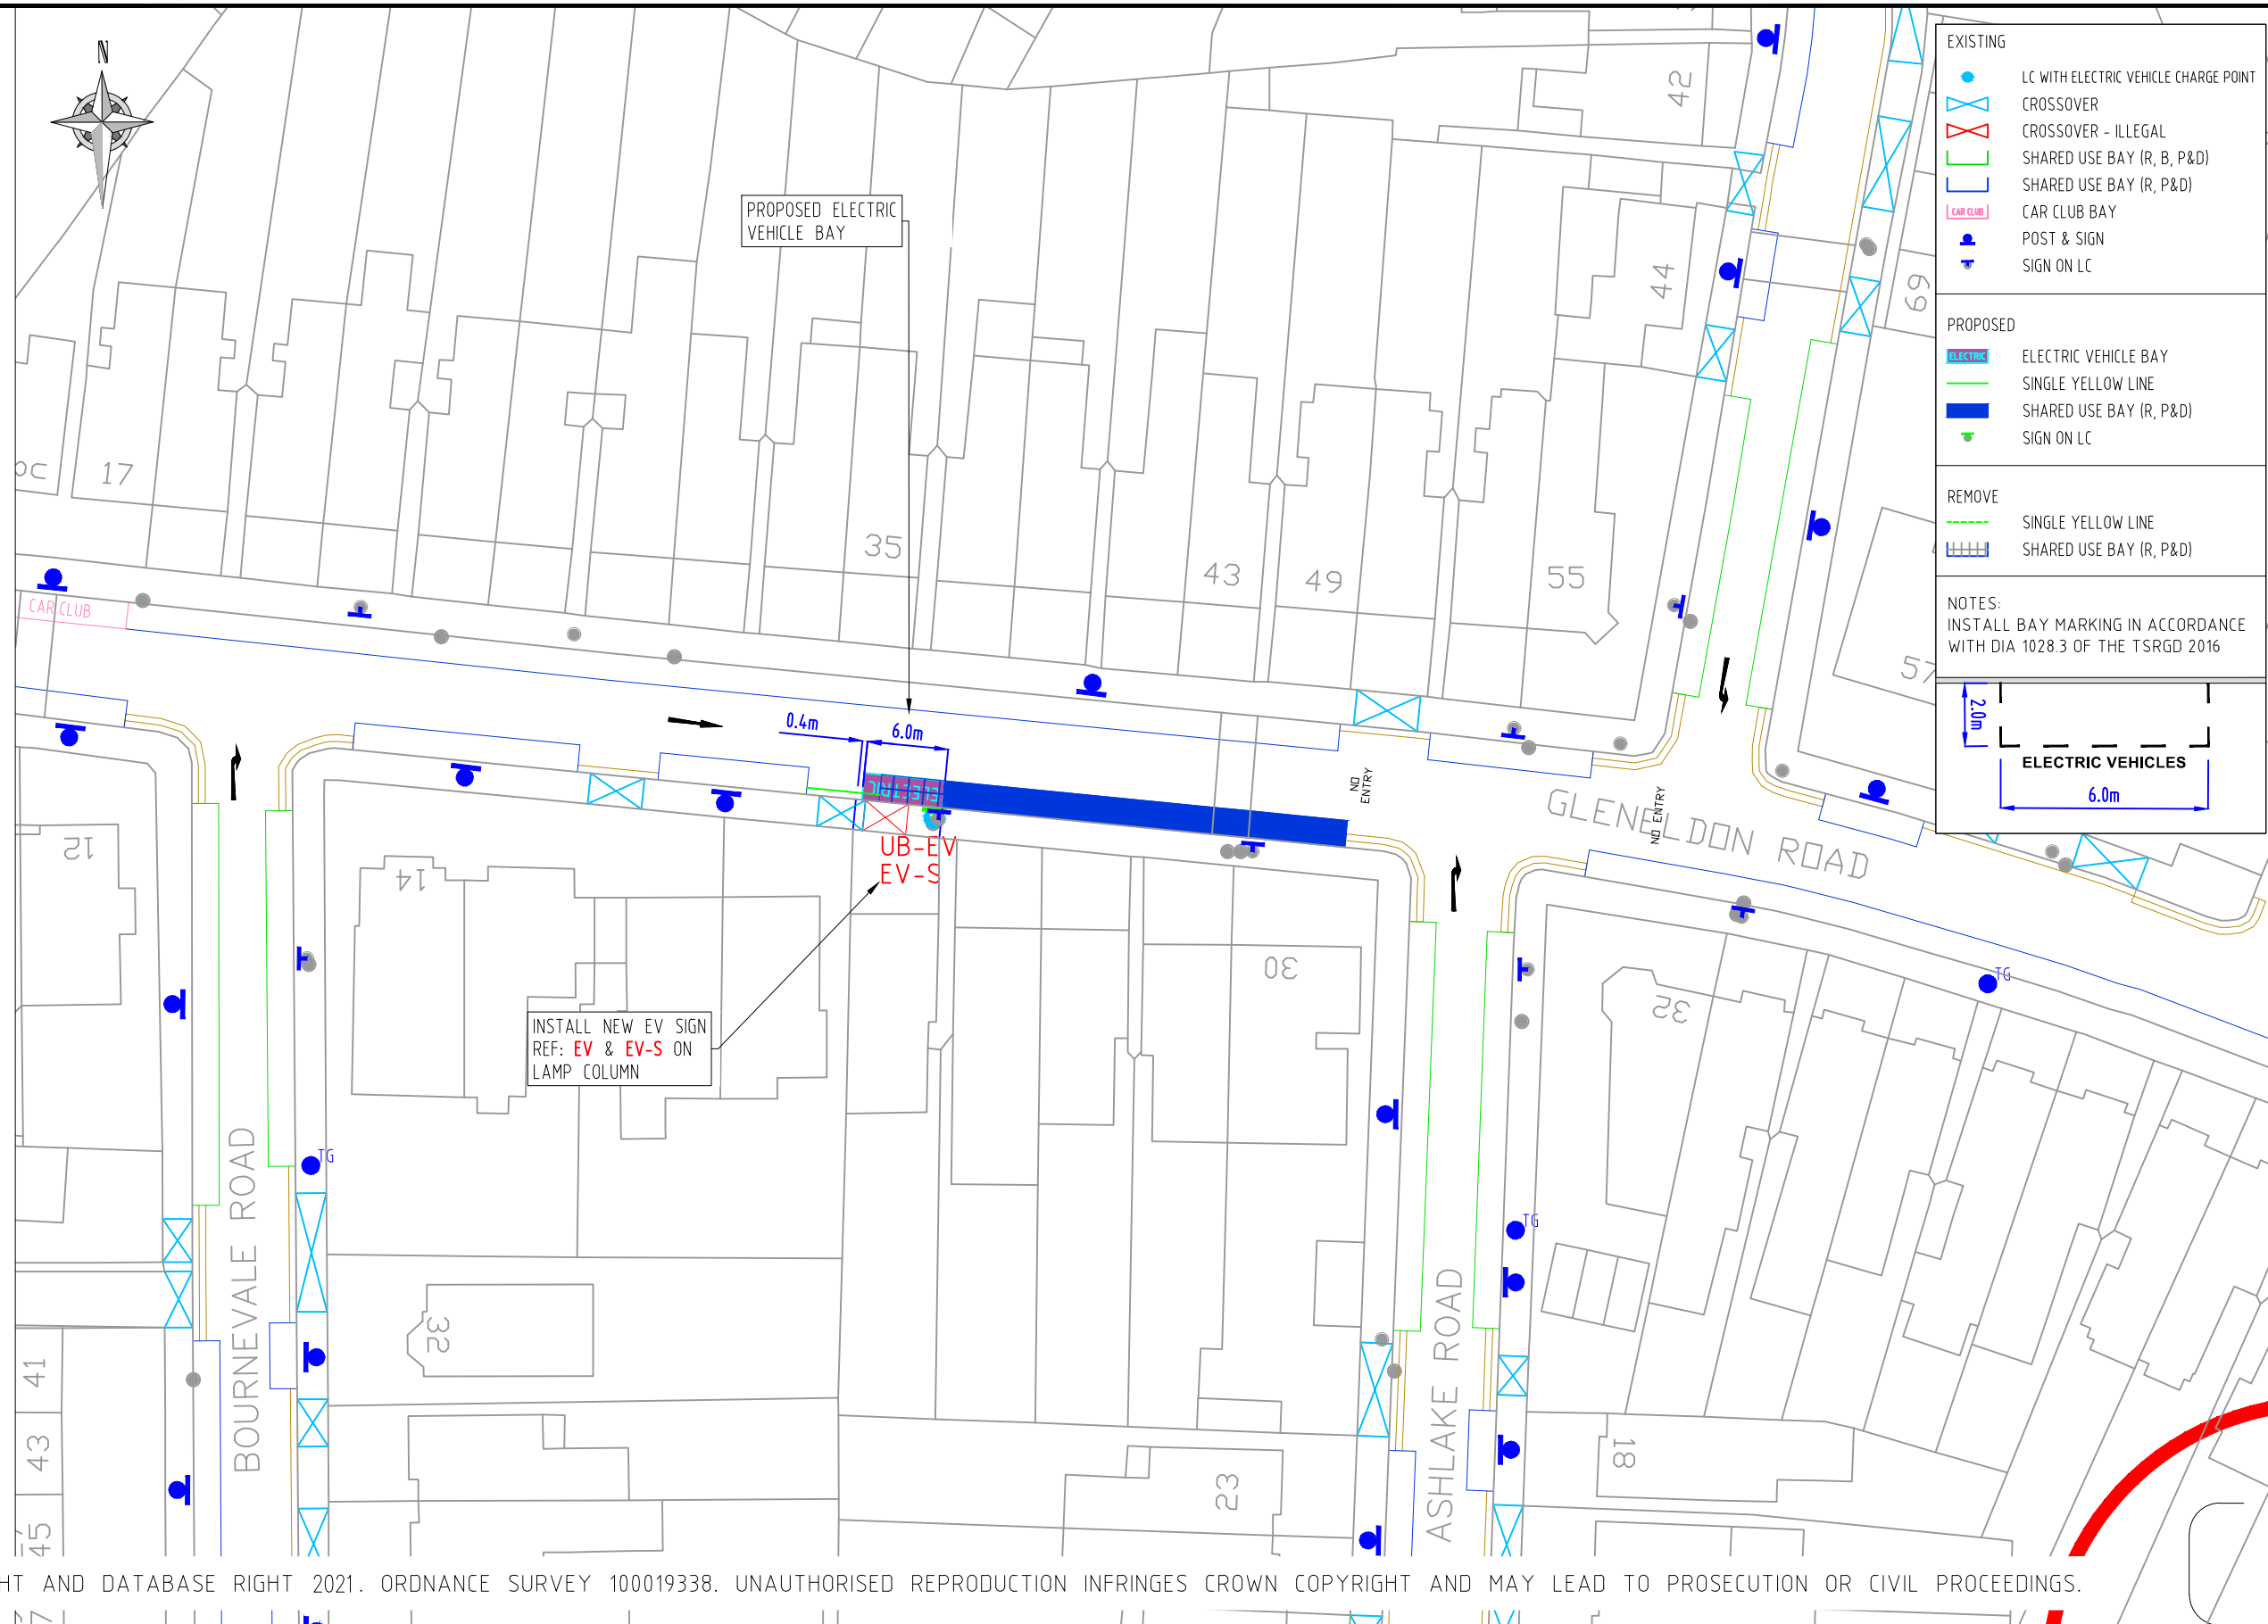 N
EXISTING
LC WITH ELECTRIC VEHICLE CHARGE POINT
CROSSOVER
CROSSOVER - ILLEGAL
SHARED USE BAY (R, B, P&D)
SHARED USE BAY (R, P&D)
CAR CLUB
CAR CLUB BAY
POST & SIGN
SIGN ON LC
PROPOSED
ELECTRIC
ELECTRIC VEHICLE BAY
SINGLE YELLOW LINE
SHARED USE BAY (R, P&D)
SIGN ON LC
REMOVE
SINGLE YELLOW LINE
SHARED USE BAY (R, P&D)
NOTES:
INSTALL BAY MARKING IN ACCORDANCE
WITH DIA 1028.3 OF THE TSRGD 2016
2.0m
ELECTRIC VEHICLES
6.0m
PROPOSED ELECTRIC
VEHICLE BAY
42
44
69
17
35
43
49
55
57
CAR CLUB
0.4m
6.0m
ELECTRIC
NO
ENTRY
NO ENTRY
GLENELDON ROAD
UB-EV
EV-S
12
14
30
32
TG
INSTALL NEW EV SIGN
REF: EV & EV-S ON
LAMP COLUMN
TG
TG
BOURNEVALE ROAD
ASHLAKE ROAD
32
41
43
45
23
18
HT AND DATABASE RIGHT 2021. ORDNANCE SURVEY 100019338. UNAUTHORISED REPRODUCTION INFRINGES CROWN COPYRIGHT AND MAY LEAD TO PROSECUTION OR CIVIL PROCEEDINGS.